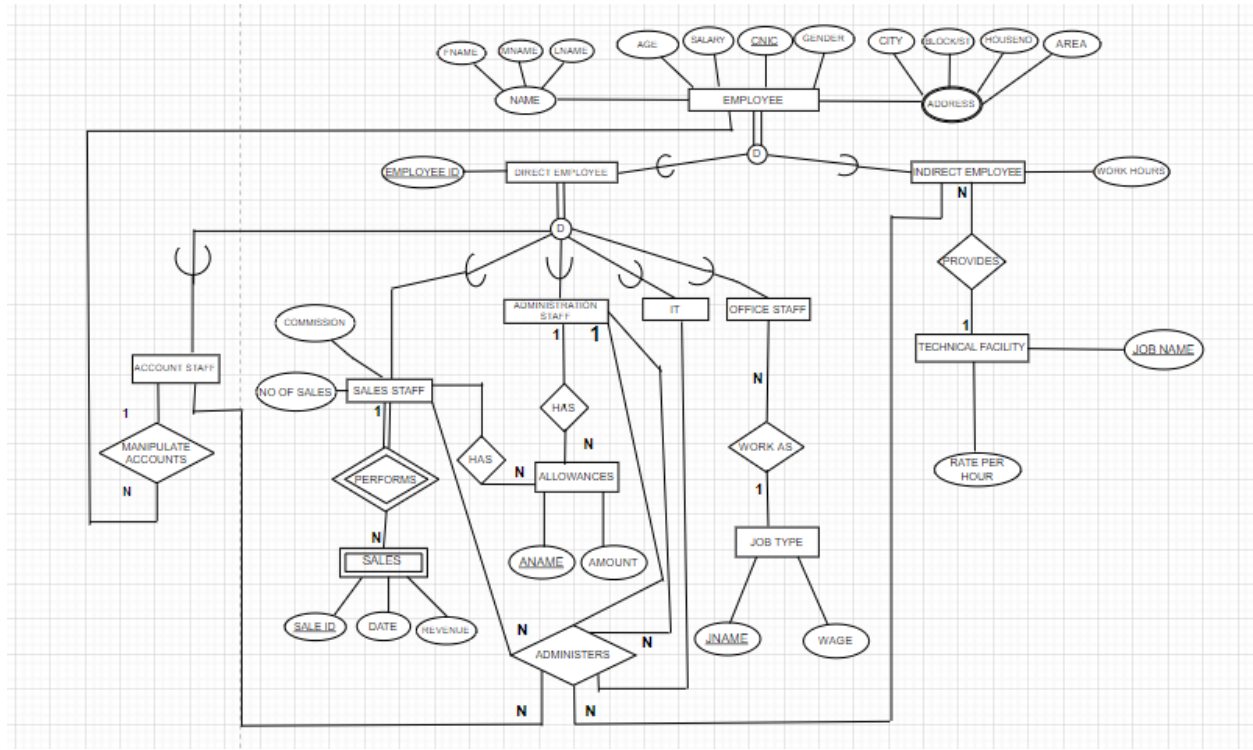 FNAME
MNAME
LNAME
AGE
SALARY
CNIC
GENDER
CITY
BLOCK/ST
HOUSENO
AREA
NAME
EMPLOYEE
ADDRESS
D
EMPLOYEE ID
DIRECT EMPLOYEE
INDIRECT EMPLOYEE
WORK HOURS
N
D
PROVIDES
COMMISSION
ADMINISTRATION
STAFF
IT
OFFICE STAFF
1
1
1
TECHNICAL FACILITY
JOB NAME
ACCOUNT STAFF
NO OF SALES
SALES STAFF
N
1
1
HAS
MANIPULATE
ACCOUNTS
N
HAS
N
N
WORK AS
PERFORMS
ALLOWANCES
RATE PER
HOUR
1
N
SALES
JOB TYPE
ANAME
AMOUNT
SALE ID
DATE
REVENUE
N
N
JNAME
WAGE
ADMINISTERS
N
N